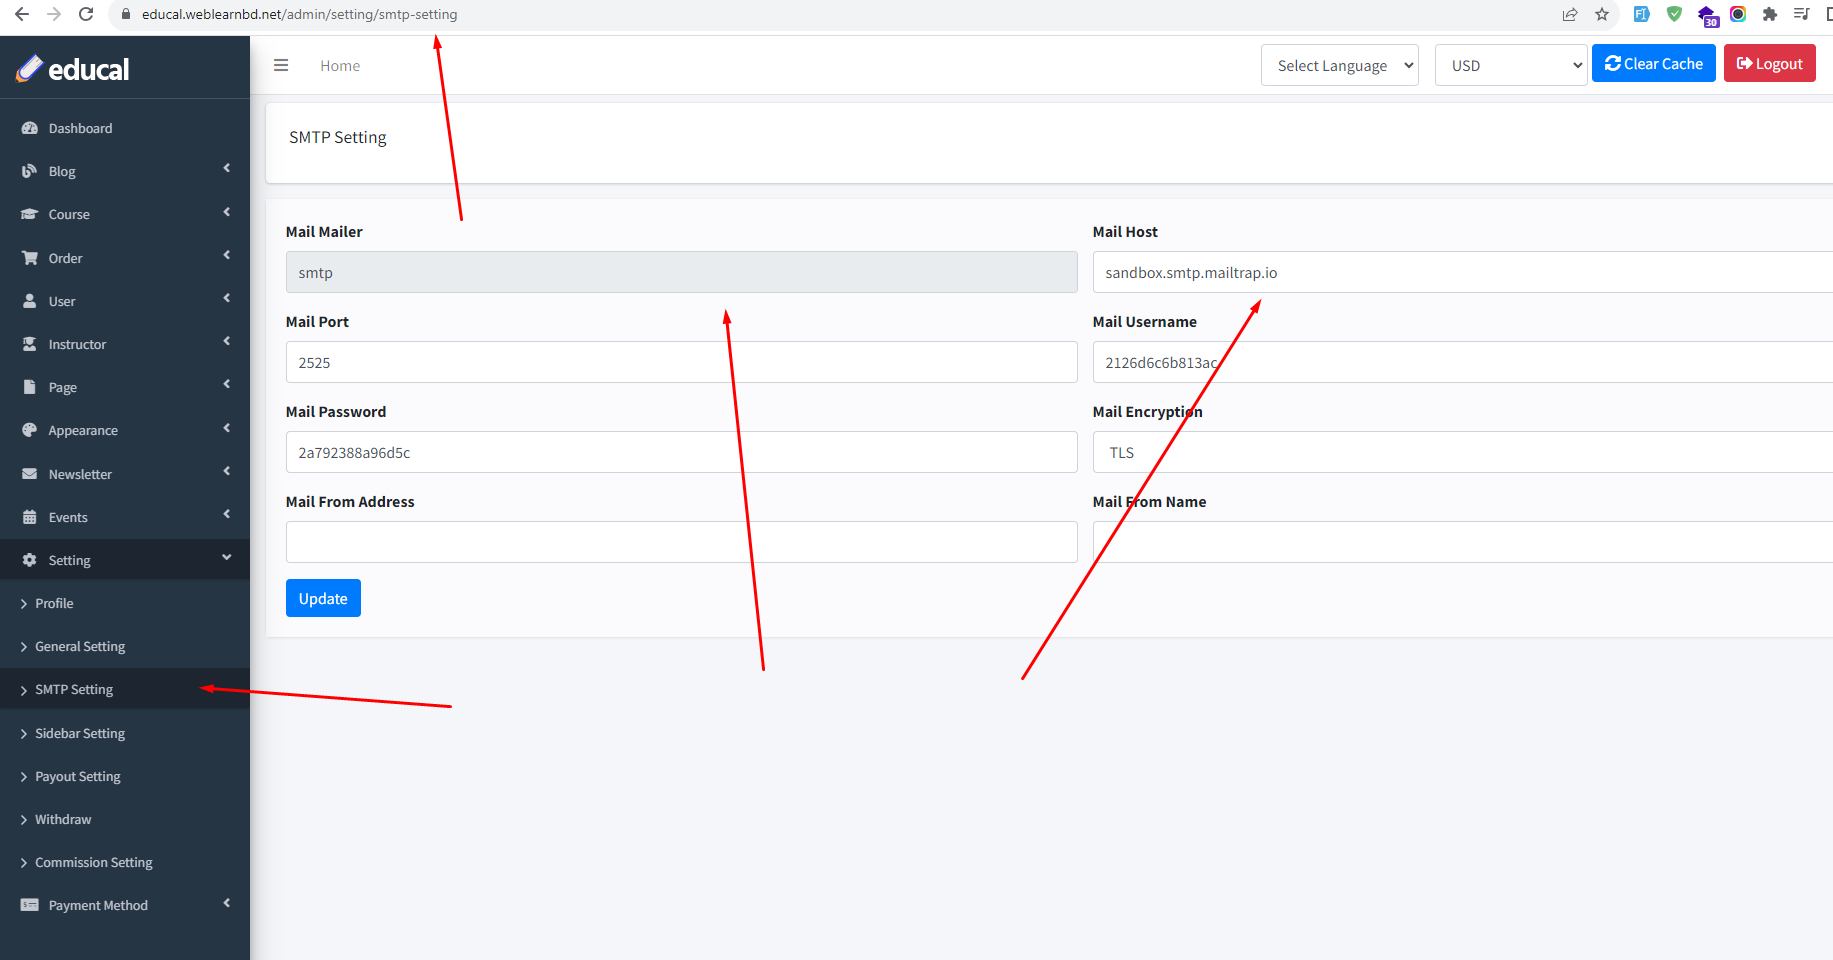 educal.weblearnbd.net/admin/setting/smtp-setting
30
educal
Home
Select Language
USD
Clear Cache
Logout
Dashboard
Blog
Course
Order
User
Instructor
Page
Appearance
Newsletter
Events
Setting
Profile
General Setting
SMTP Setting
Sidebar Setting
Payout Setting
Withdraw
Commission Setting
Payment Method
SMTP Setting
Mail Mailer
smtp
Mail Host
sandbox.smtp.mailtrap.io
Mail Port
2525
Mail Username
2126d6c6b813ac
Mail Password
2a792388a96d5c
Mail Encryption
TLS
Mail From Address
Mail From Name
Update